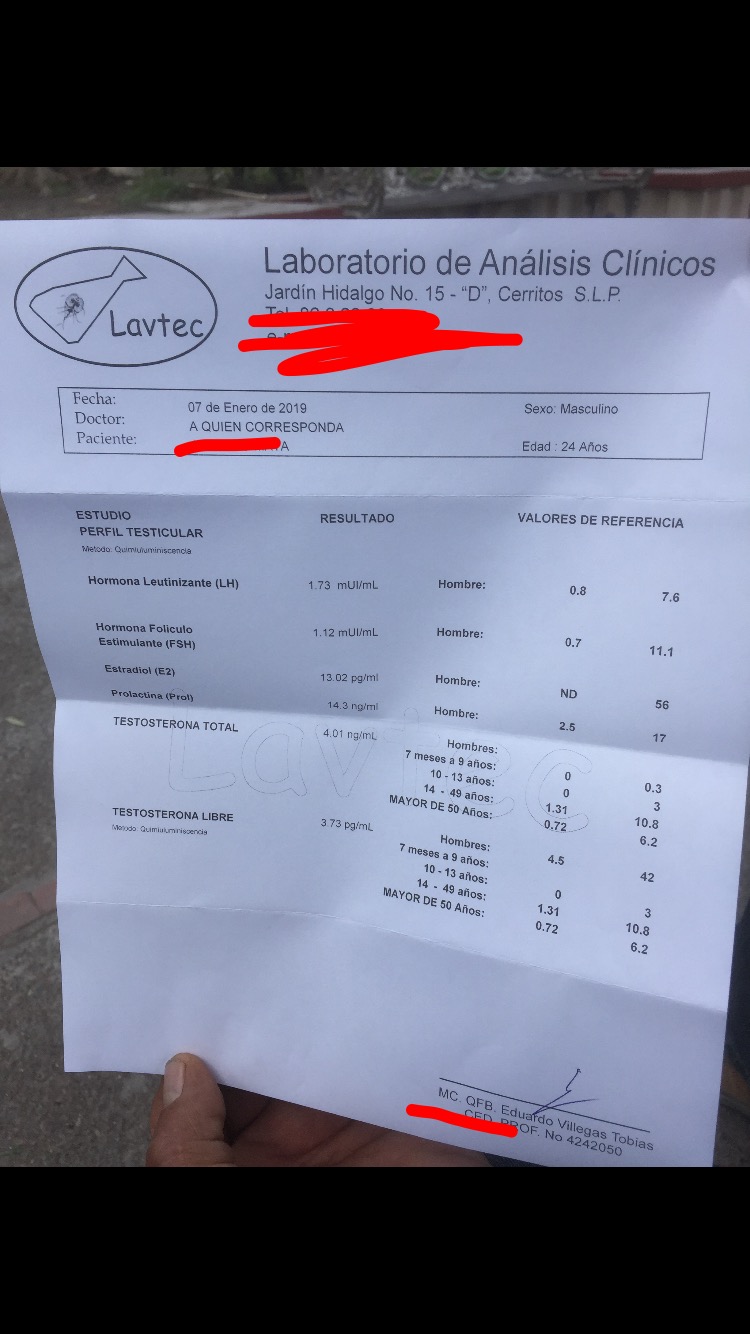 Lavtec
Laboratorio de Análisis Clínicos
Jardín Hidalgo No. 15 - “D”, Cerritos S.L.P.
Fecha: 07 de Enero de 2019 Sexo: Masculino
Doctor: A QUIEN CORRESPONDA
Paciente: Edad : 24 Años
ESTUDIO RESULTADO VALORES DE REFERENCIA
PERFIL TESTICULAR
Metodo: Quimiuluminiscencia
Hormona Leutinizante (LH) 1.73 mUI/mL Hombre: 0.8 7.6
Hormona Foliculo
Estimulante (FSH) 1.12 mUI/mL Hombre: 0.7 11.1
Estradiol (E2) 13.02 pg/ml Hombre: ND 56
Prolactina (Prol) 14.3 ng/ml Hombre: 2.5 17
TESTOSTERONA TOTAL 4.01 ng/mL Hombres:
7 meses a 9 años: 0 0.3
10 - 13 años: 0 3
14 - 49 años: 1.31 10.8
MAYOR DE 50 Años: 0.72 6.2
TESTOSTERONA LIBRE 3.73 pg/mL Hombres:
Metodo: Quimiuluminiscencia
7 meses a 9 años: 4.5 42
10 - 13 años: 0 3
14 - 49 años: 1.31 10.8
MAYOR DE 50 Años: 0.72 6.2
Lavtec
MC. QFB. Eduardo Villegas Tobias
CED. PROF. No 4242050